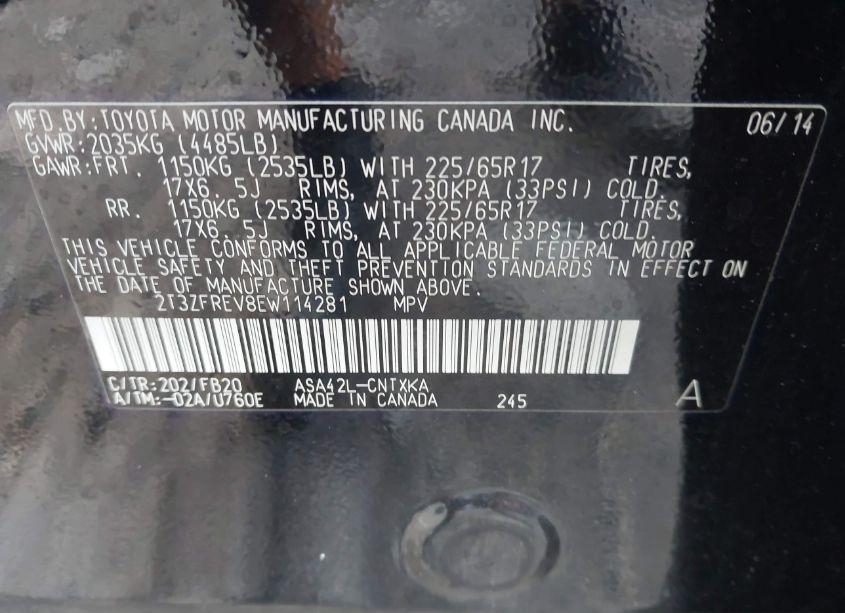 MFD. BY: TOYOTA MOTOR MANUFACTURING CANADA INC. 06/14
GVWR: 2035KG (4485LB)
GAWR: FRT. 1150KG (2535LB) WITH 225/65R17 TIRES,
17X6. 5J RIMS, AT 230KPA (33PSI) COLD.
RR. 1150KG (2535LB) WITH 225/65R17 TIRES,
17X6. 5J RIMS, AT 230KPA (33PSI) COLD.
THIS VEHICLE CONFORMS TO ALL APPLICABLE FEDERAL MOTOR
VEHICLE SAFETY AND THEFT PREVENTION STANDARDS IN EFFECT ON
THE DATE OF MANUFACTURE SHOWN ABOVE.
2T3ZFREV8EW114281 MPV
C/TR: 202/FB20 ASA42L-CNTXKA
A/TM: -02A/U760E MADE IN CANADA 245 A